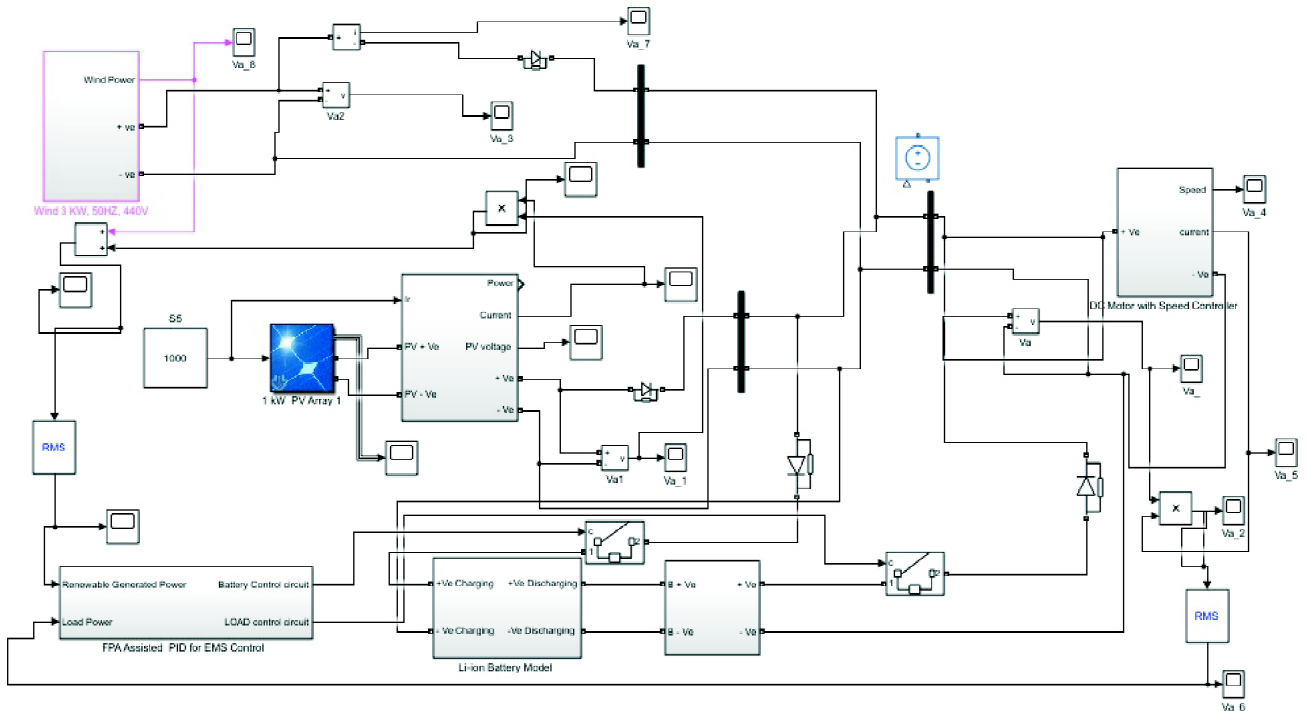 Va_7
+
i
-
Va_8
Wind Power
+
-
v
Va2
Va_3
+ ve
- ve
Wind 3 KW, 50HZ, 440V
×
+
+
Speed
Va_4
+ Ve
current
- Ve
DC Motor with Speed Controller
Power
Ir
Current
S5
1000
+
-
v
Va
PV + Ve
PV voltage
Va_
+ Ve
PV - Ve
1 kW PV Array 1
- Ve
RMS
+
-
v
Va1
Va_1
Va_5
×
Va_2
c
1
2
c
1
2
Renewable Generated Power
Battery Control circuit
+Ve Charging
+Ve Discharging
B + Ve
+ Ve
Load Power
LOAD control circuit
- Ve Charging
-Ve Discharging
B - Ve
- Ve
RMS
FPA Assisted PID for EMS Control
Li-ion Battery Model
Va_6